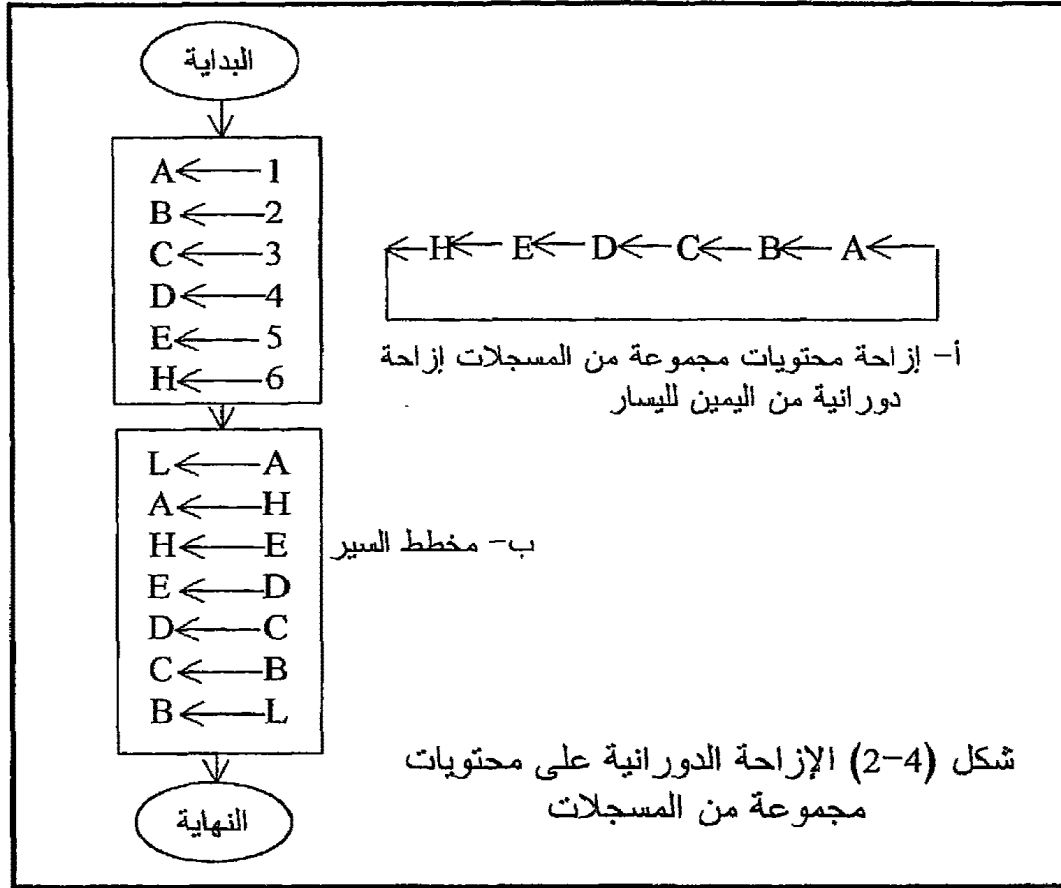 البداية
A ← 1
B ← 2
C ← 3
D ← 4
E ← 5
H ← 6
L ← A
A ← H
H ← E
E ← D
D ← C
C ← B
B ← L
النهاية
← H ← E ← D ← C ← B ← A ←
أ- إزاحة محتويات مجموعة من المسجلات إزاحة
دورانية من اليمين لليسار
ب- مخطط السير
شكل (4-2) الإزاحة الدورانية على محتويات
مجموعة من المسجلات